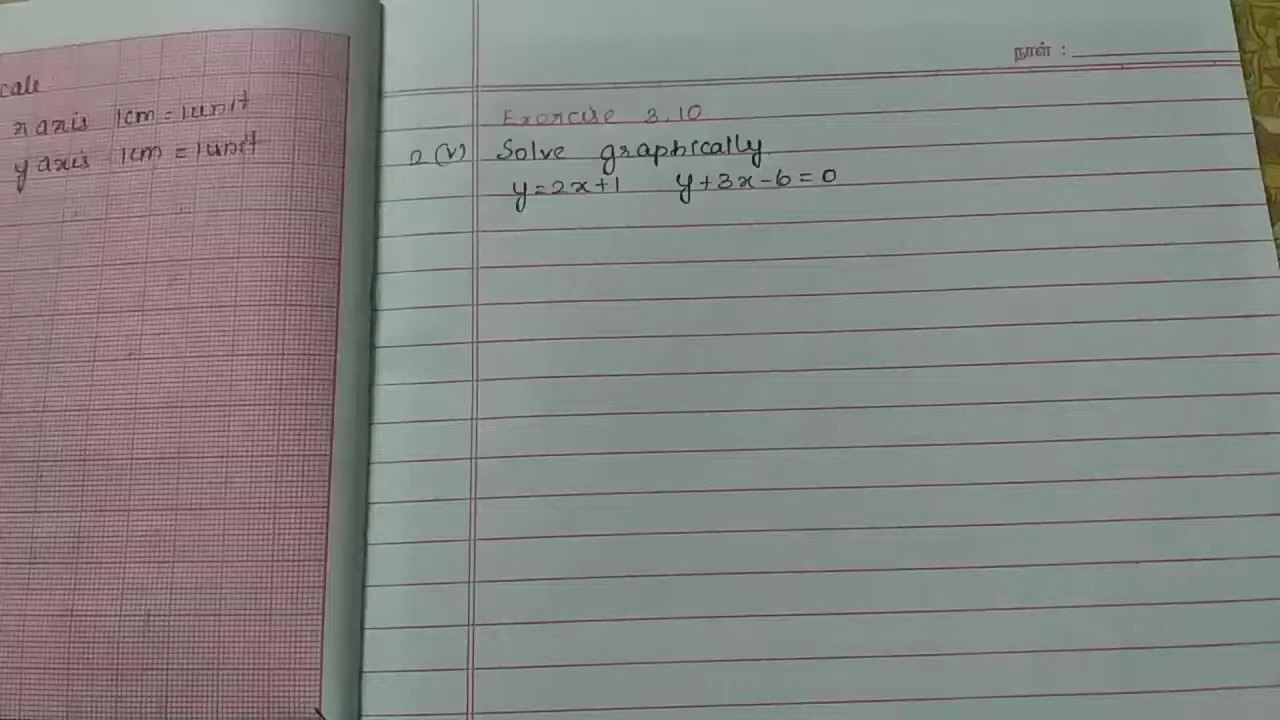 cale
x axis 1cm = 1unit
y axis 1cm = 1unit
நாள் :
Exercise 3.10
2 (V) Solve graphically
y=2x+1 y+3x-6=0